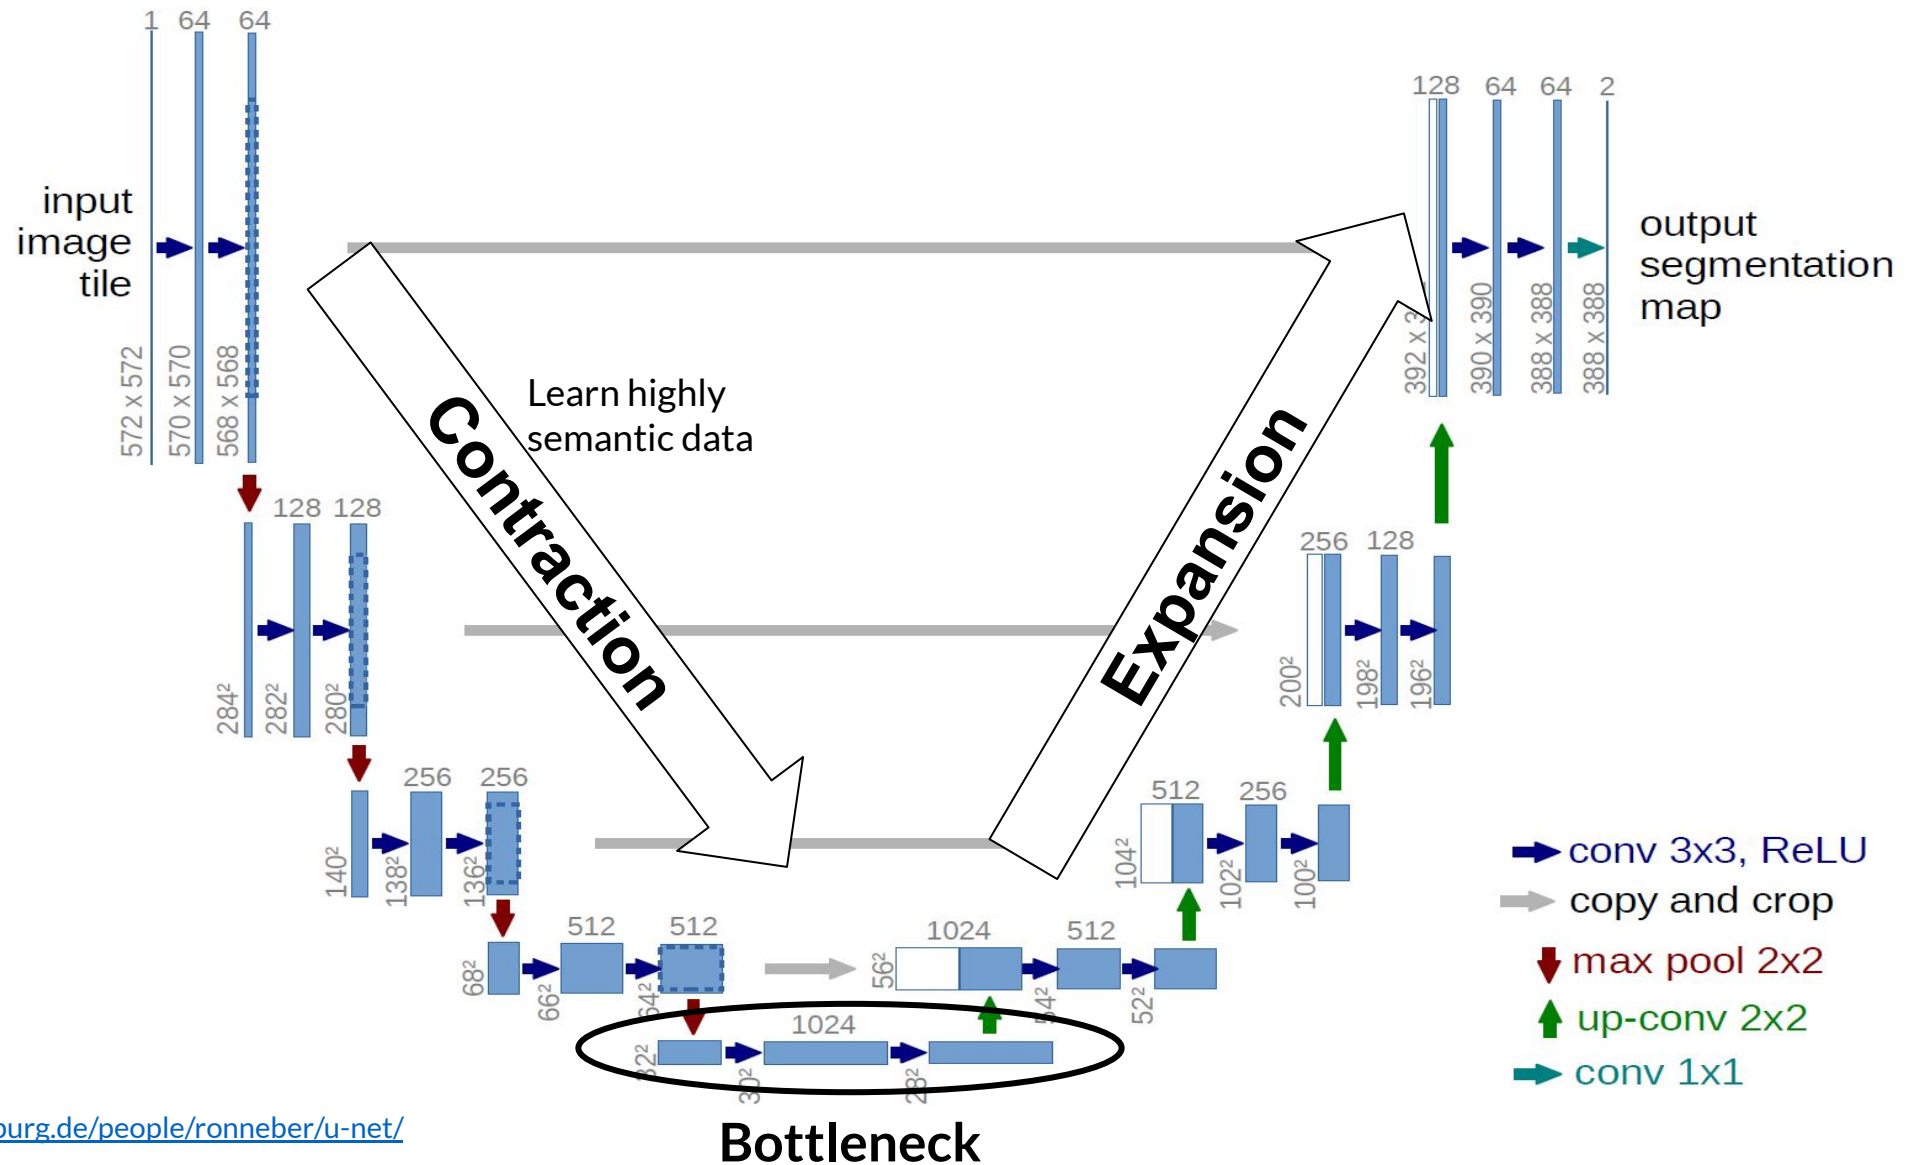 1 64 64
128 64 64 2
input
image
tile
572 x 572
570 x 570
568 x 568
output
segmentation
map
392 x 3
390 x 390
388 x 388
388 x 388
Learn highly
semantic data
Contraction
Expansion
128 128
284²
282²
280²
256 128
200²
198²
196²
256 256
140²
138²
136²
512 256
104²
102²
100²
512 512
68²
66²
64²
1024 512
56²
54²
52²
1024
32²
30²
28²
conv 3x3, ReLU
copy and crop
max pool 2x2
up-conv 2x2
conv 1x1
burg.de/people/ronneber/u-net/
Bottleneck